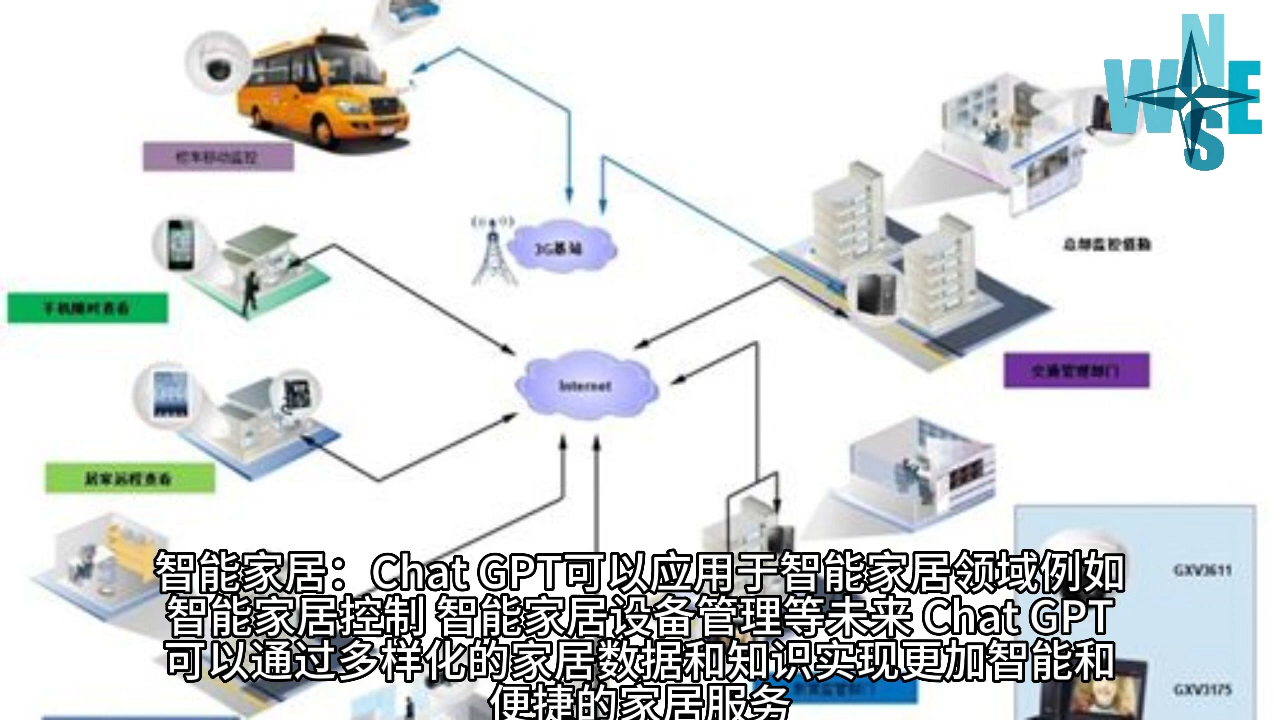 N
W E
S
校车移动监控
总部监控值勤
3G基站
手机随时查看
交通管理部门
Internet
居家远程查看
GXV3611
智能家居：Chat GPT可以应用于智能家居领域例如
智能家居控制 智能家居设备管理等未来 Chat GPT
可以通过多样化的家居数据和知识实现更加智能和
便捷的家居服务
GXV3175